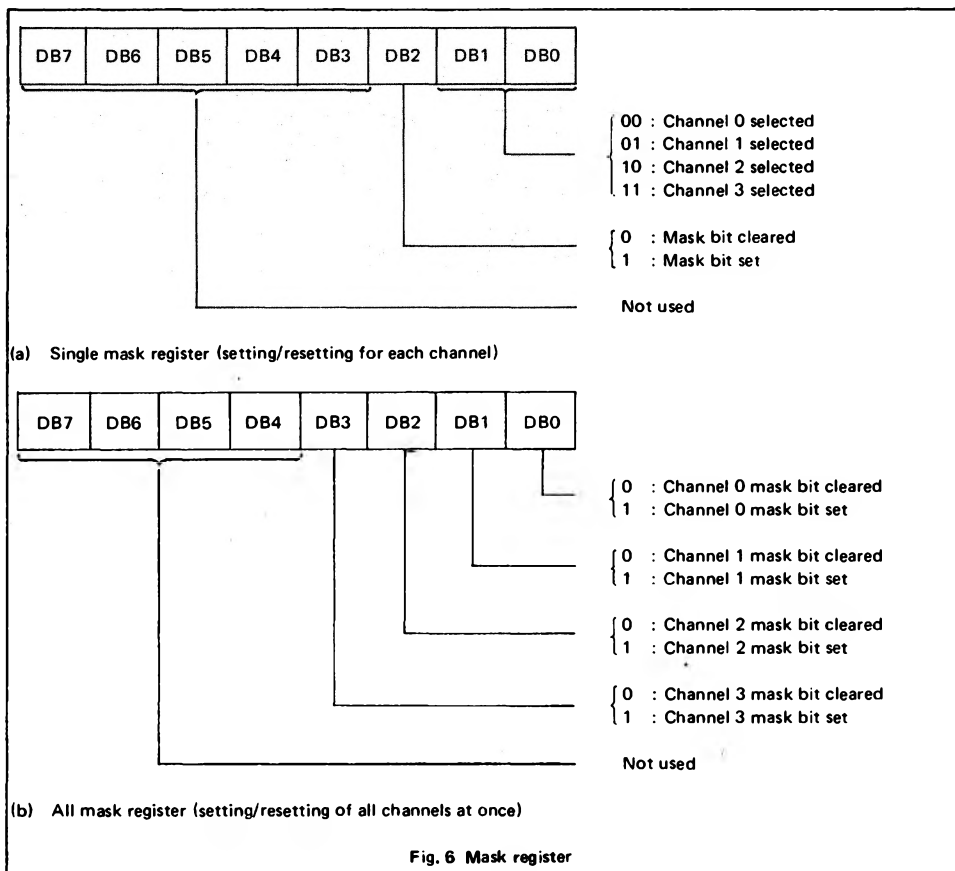 DB7 DB6 DB5 DB4 DB3 DB2 DB1 DB0
00 : Channel 0 selected
01 : Channel 1 selected
10 : Channel 2 selected
11 : Channel 3 selected
0 : Mask bit cleared
1 : Mask bit set
Not used
(a) Single mask register (setting/resetting for each channel)
DB7 DB6 DB5 DB4 DB3 DB2 DB1 DB0
0 : Channel 0 mask bit cleared
1 : Channel 0 mask bit set
0 : Channel 1 mask bit cleared
1 : Channel 1 mask bit set
0 : Channel 2 mask bit cleared
1 : Channel 2 mask bit set
0 : Channel 3 mask bit cleared
1 : Channel 3 mask bit set
Not used
(b) All mask register (setting/resetting of all channels at once)
Fig. 6 Mask register